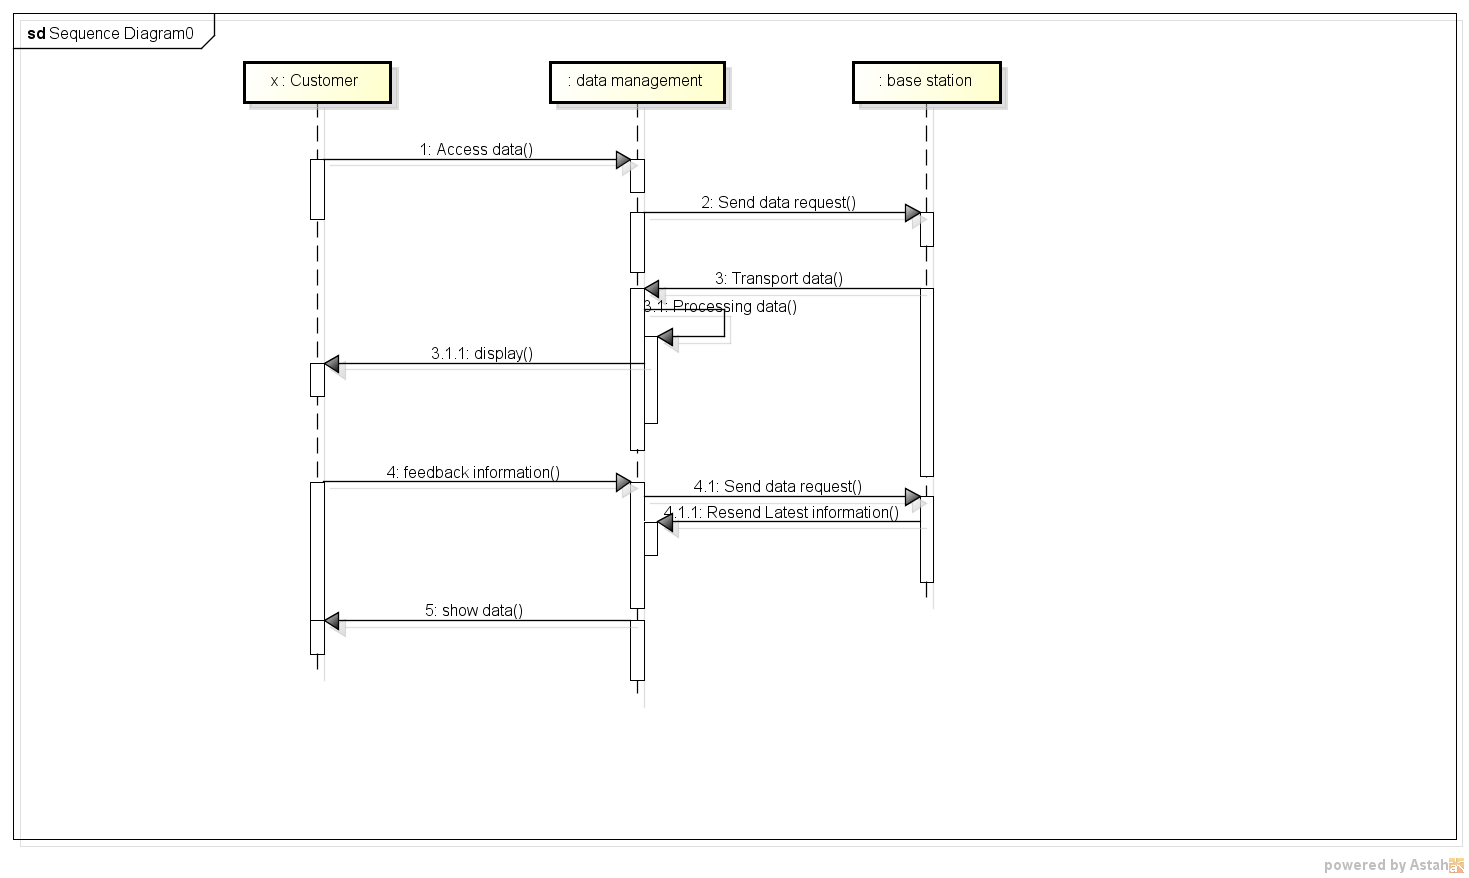 sd Sequence Diagram0
x : Customer
: data management
: base station
1: Access data()
2: Send data request()
3: Transport data()
3.1: Processing data()
3.1.1: display()
4: feedback information()
4.1: Send data request()
4.1.1: Resend Latest information()
5: show data()
powered by Astah